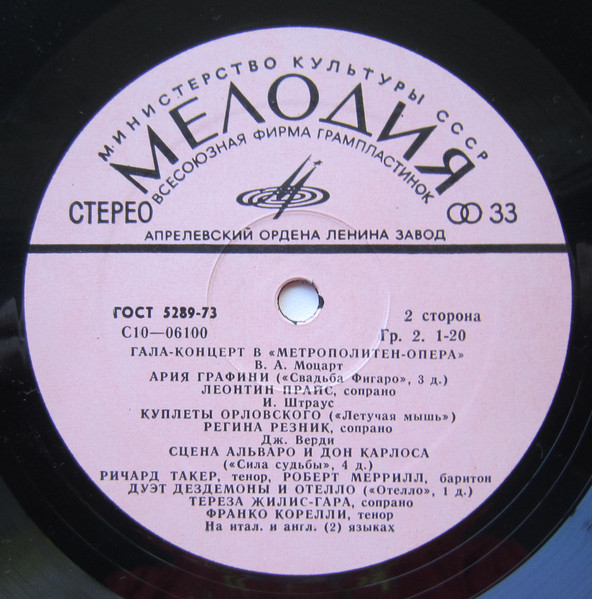 МИНИСТЕРСТВО КУЛЬТУРЫ СССР
МЕЛОДИЯ
ВСЕСОЮЗНАЯ ФИРМА ГРАМПЛАСТИНОК
СТЕРЕО 33
АПРЕЛЕВСКИЙ ОРДЕНА ЛЕНИНА ЗАВОД
ГОСТ 5289-73 2 сторона
С10—06100 Гр. 2. 1-20
ГАЛА-КОНЦЕРТ В «МЕТРОПОЛИТЕН-ОПЕРА»
В. А. Моцарт
АРИЯ ГРАФИНИ («Свадьба Фигаро», 3 д.)
ЛЕОНТИН ПРАЙС, сопрано
И. Штраус
КУПЛЕТЫ ОРЛОВСКОГО («Летучая мышь»)
РЕГИНА РЕЗНИК, сопрано
Дж. Верди
СЦЕНА АЛЬВАРО И ДОН КАРЛОСА
(«Сила судьбы», 4 д.)
РИЧАРД ТАКЕР, тенор, РОБЕРТ МЕРРИЛЛ, баритон
ДУЭТ ДЕЗДЕМОНЫ И ОТЕЛЛО («Отелло», 1 д.)
ТЕРЕЗА ЖИЛИС-ГАРА, сопрано
ФРАНКО КОРЕЛЛИ, тенор
На итал. и англ. (2) языках